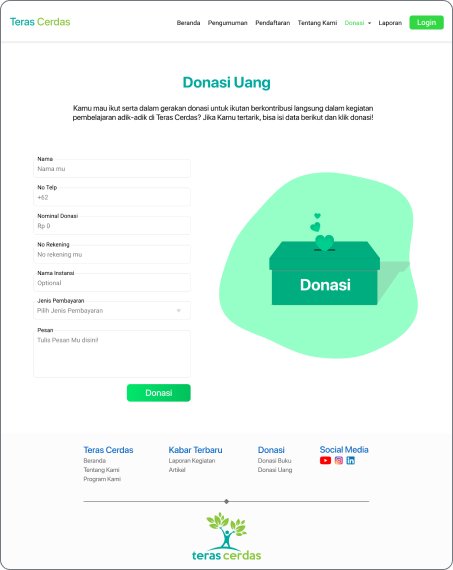 Teras Cerdas
Beranda Pengumuman Pendaftaran Tentang Kami Donasi Laporan Login
Donasi Uang
Kamu mau ikut serta dalam gerakan donasi untuk ikutan berkontribusi langsung dalam kegiatan
pembelajaran adik-adik di Teras Cerdas? Jika Kamu tertarik, bisa isi data berikut dan klik donasi!
Nama
Nama mu
No Telp
+62
Nominal Donasi
Rp 0
No Rekening
No rekening mu
Nama Instansi
Optional
Jenis Pembayaran
Pilih Jenis Pembayaran
Pesan
Tulis Pesan Mu disini!
Donasi
Donasi
Teras Cerdas
Beranda
Tentang Kami
Program Kami
Kabar Terbaru
Laporan Kegiatan
Artikel
Donasi
Donasi Buku
Donasi Uang
Social Media
teras cerdas